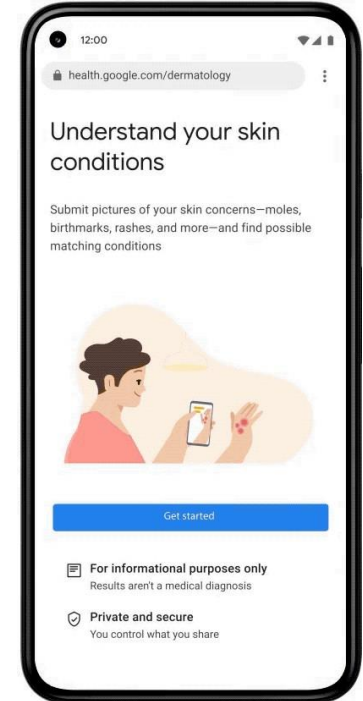 12:00
health.google.com/dermatology
Understand your skin
conditions
Submit pictures of your skin concerns—moles,
birthmarks, rashes, and more—and find possible
matching conditions
Get started
For informational purposes only
Results aren't a medical diagnosis
Private and secure
You control what you share